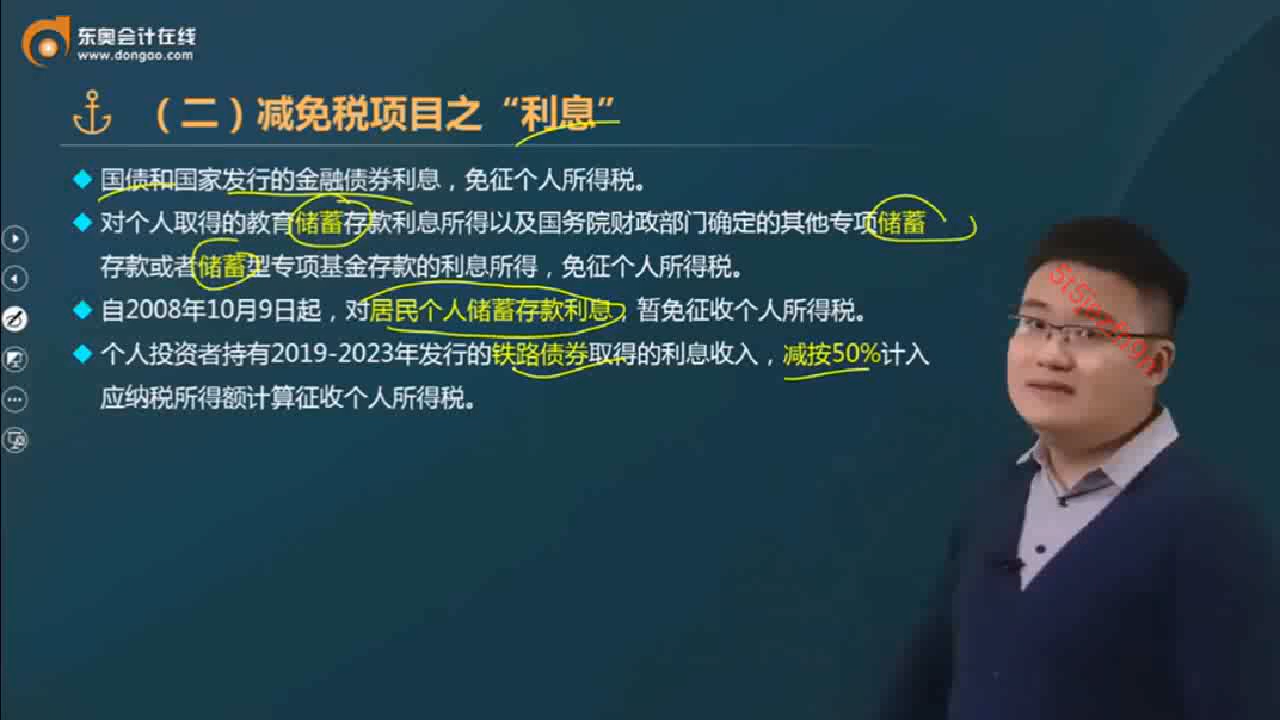 东奥会计在线
www.dongao.com
（二）减免税项目之“利息”
国债和国家发行的金融债券利息，免征个人所得税。
对个人取得的教育储蓄存款利息所得以及国务院财政部门确定的其他专项储蓄
存款或者储蓄型专项基金存款的利息所得，免征个人所得税。
自2008年10月9日起，对居民个人储蓄存款利息，暂免征收个人所得税。
个人投资者持有2019-2023年发行的铁路债券取得的利息收入，减按50%计入
应纳税所得额计算征收个人所得税。